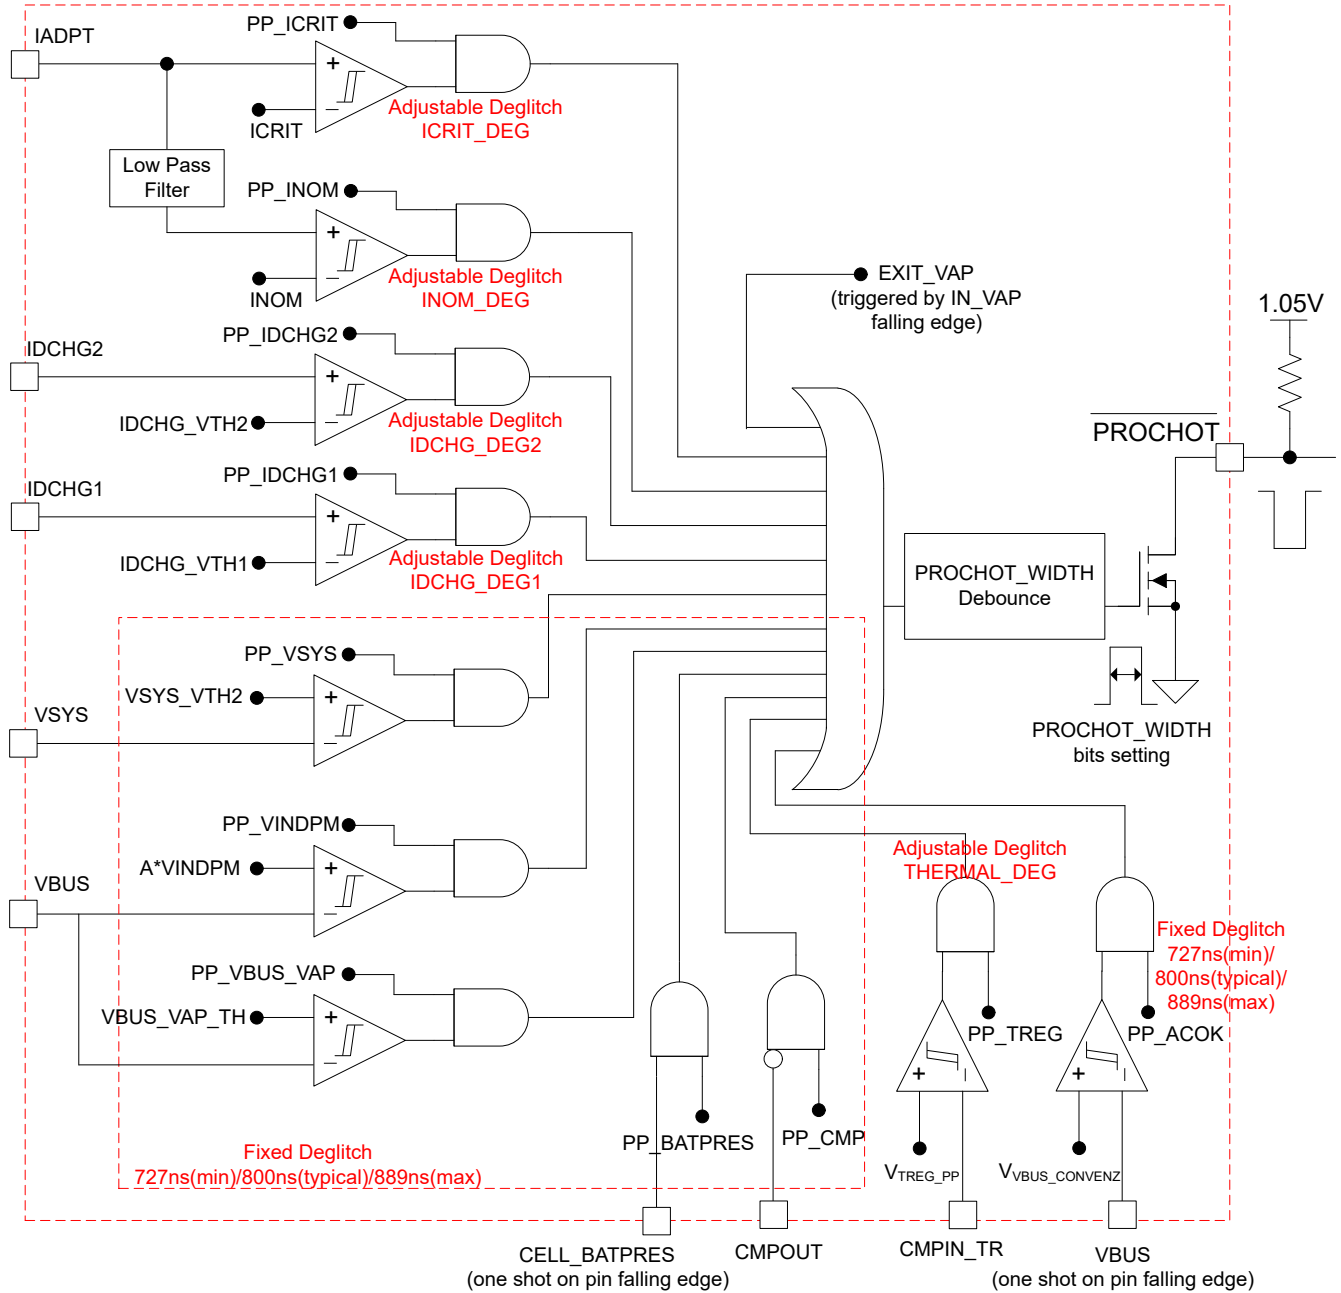 PP_ICRIT
IADPT
+
−
ICRIT
Adjustable Deglitch
ICRIT_DEG
Low Pass
Filter
PP_INOM
+
−
INOM
Adjustable Deglitch
INOM_DEG
EXIT_VAP
(triggered by IN_VAP
falling edge)
1.05V
PP_IDCHG2
IDCHG2
+
−
IDCHG_VTH2
Adjustable Deglitch
IDCHG_DEG2
PROCHOT
PP_IDCHG1
IDCHG1
+
−
IDCHG_VTH1
Adjustable Deglitch
IDCHG_DEG1
PROCHOT_WIDTH
Debounce
PP_VSYS
VSYS_VTH2
+
−
VSYS
PROCHOT_WIDTH
bits setting
PP_VINDPM
A*VINDPM
+
−
VBUS
Adjustable Deglitch
THERMAL_DEG
Fixed Deglitch
727ns(min)/
800ns(typical)/
889ns(max)
PP_VBUS_VAP
VBUS_VAP_TH
+
−
PP_TREG
PP_ACOK
+
−
+
−
PP_BATPRES
PP_CMP
Fixed Deglitch
727ns(min)/800ns(typical)/889ns(max)
VTREG_PP
VVBUS_CONVENZ
CELL_BATPRES
(one shot on pin falling edge)
CMPOUT
CMPIN_TR
VBUS
(one shot on pin falling edge)